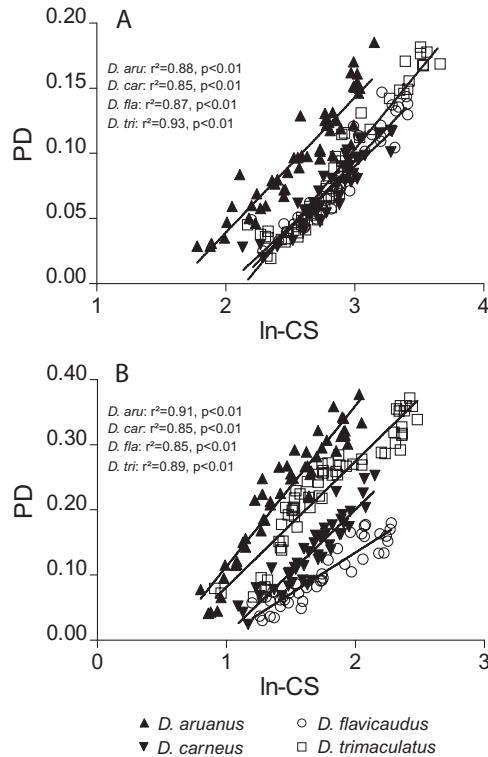 A
0.20
D. aru: r²=0.88, p<0.01
D. car: r²=0.85, p<0.01
D. fla: r²=0.87, p<0.01
D. tri: r²=0.93, p<0.01
0.15
PD
0.10
0.05
0.00
1 2 3 4
ln-CS
B
0.40
D. aru: r²=0.91, p<0.01
D. car: r²=0.85, p<0.01
D. fla: r²=0.85, p<0.01
D. tri: r²=0.89, p<0.01
0.30
PD
0.20
0.10
0.00
0 1 2 3
ln-CS
D. aruanus D. flavicaudus
D. carneus D. trimaculatus